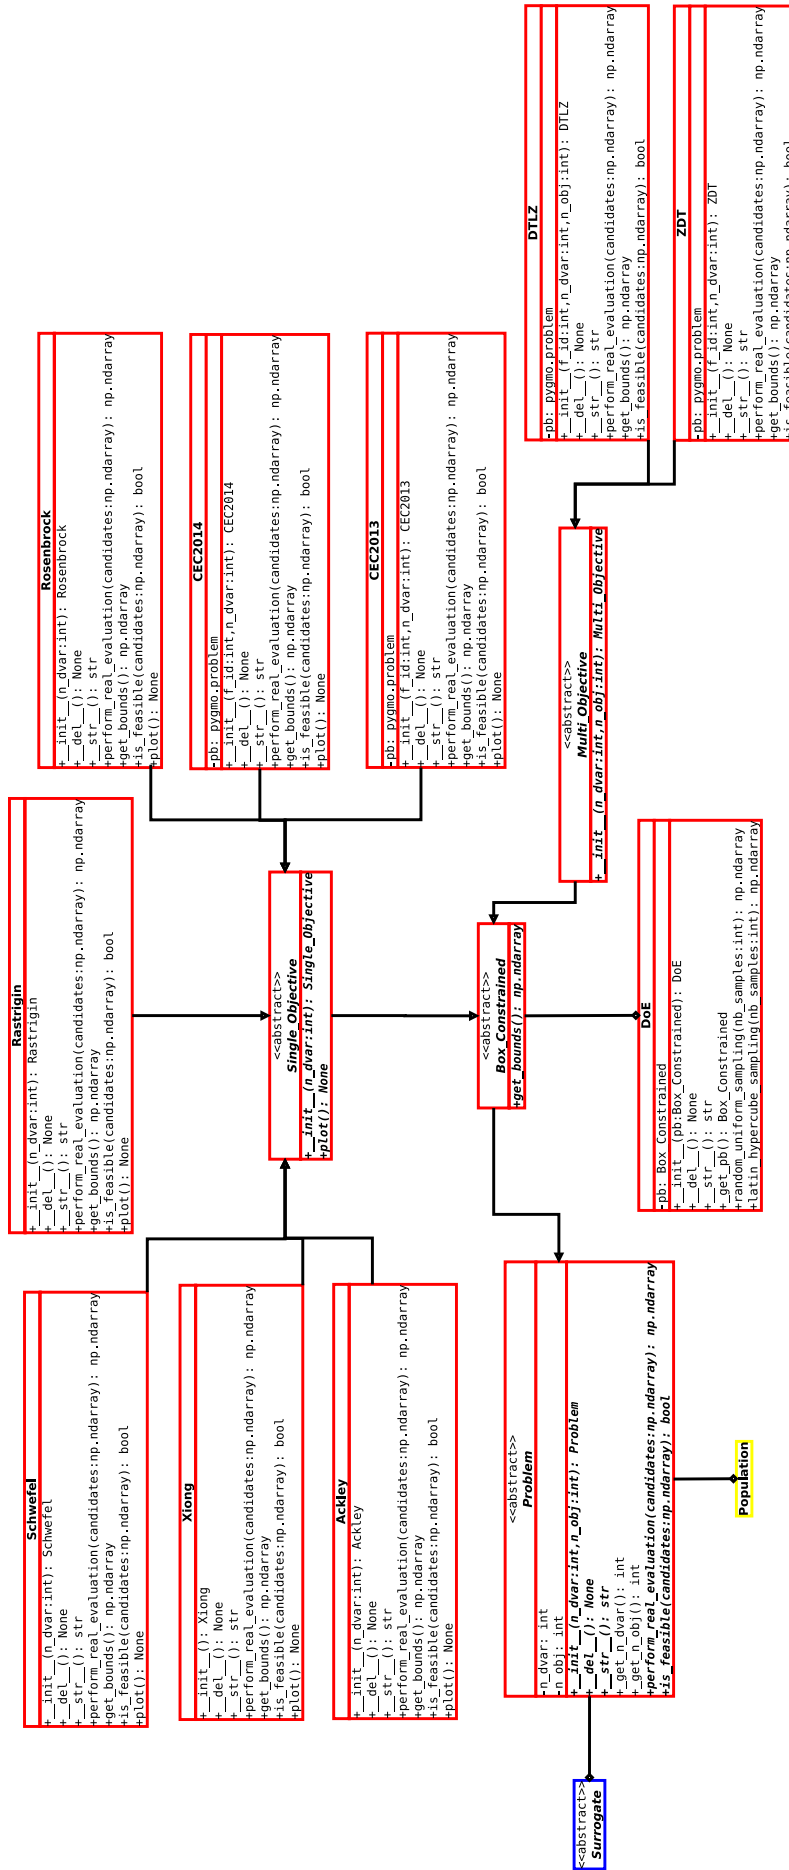 Schwefel
+__init__(n_dvar:int): Schwefel
+__del__(): None
+__str__(): str
+perform_real_evaluation(candidates:np.ndarray): np.ndarray
+get_bounds(): np.ndarray
+is_feasible(candidates:np.ndarray): bool
+plot(): None
Rastrigin
+__init__(n_dvar:int): Rastrigin
+__del__(): None
+__str__(): str
+perform_real_evaluation(candidates:np.ndarray): np.ndarray
+get_bounds(): np.ndarray
+is_feasible(candidates:np.ndarray): bool
+plot(): None
Rosenbrock
+__init__(n_dvar:int): Rosenbrock
+__del__(): None
+__str__(): str
+perform_real_evaluation(candidates:np.ndarray): np.ndarray
+get_bounds(): np.ndarray
+is_feasible(candidates:np.ndarray): bool
+plot(): None
Xiong
+__init__(): Xiong
+__del__(): None
+__str__(): str
+perform_real_evaluation(candidates:np.ndarray): np.ndarray
+get_bounds(): np.ndarray
+is_feasible(candidates:np.ndarray): bool
+plot(): None
CEC2014
-pb: pygmo.problem
+__init__(f_id:int,n_dvar:int): CEC2014
+__del__(): None
+__str__(): str
+perform_real_evaluation(candidates:np.ndarray): np.ndarray
+get_bounds(): np.ndarray
+is_feasible(candidates:np.ndarray): bool
+plot(): None
Ackley
+__init__(n_dvar:int): Ackley
+__del__(): None
+__str__(): str
+perform_real_evaluation(candidates:np.ndarray): np.ndarray
+get_bounds(): np.ndarray
+is_feasible(candidates:np.ndarray): bool
+plot(): None
<<abstract>>
Single_Objective
+__init__(n_dvar:int): Single_Objective
+plot(): None
CEC2013
-pb: pygmo.problem
+__init__(f_id:int,n_dvar:int): CEC2013
+__del__(): None
+__str__(): str
+perform_real_evaluation(candidates:np.ndarray): np.ndarray
+get_bounds(): np.ndarray
+is_feasible(candidates:np.ndarray): bool
+plot(): None
<<abstract>>
Problem
-n_dvar: int
-n_obj: int
+__init__(n_dvar:int,n_obj:int): Problem
+__del__(): None
+__str__(): str
+_get_n_dvar(): int
+_get_n_obj(): int
+perform_real_evaluation(candidates:np.ndarray): np.ndarray
+is_feasible(candidates:np.ndarray): bool
<<abstract>>
Box_Constrained
+get_bounds(): np.ndarray
<<abstract>>
Multi_Objective
+__init__(n_dvar:int,n_obj:int): Multi_Objective
DTLZ
-pb: pygmo.problem
+__init__(f_id:int,n_dvar:int,n_obj:int): DTLZ
+__del__(): None
+__str__(): str
+perform_real_evaluation(candidates:np.ndarray): np.ndarray
+get_bounds(): np.ndarray
+is_feasible(candidates:np.ndarray): bool
<<abstract>>
Surrogate
DoE
-pb: Box_Constrained
+__init__(pb:Box_Constrained): DoE
+__del__(): None
+__str__(): str
+_get_pb(): Box_Constrained
+random_uniform_sampling(nb_samples:int): np.ndarray
+latin_hypercube_sampling(nb_samples:int): np.ndarray
ZDT
-pb: pygmo.problem
+__init__(f_id:int,n_dvar:int): ZDT
+__del__(): None
+__str__(): str
+perform_real_evaluation(candidates:np.ndarray): np.ndarray
+get_bounds(): np.ndarray
+is_feasible(candidates:np.ndarray): bool
Population